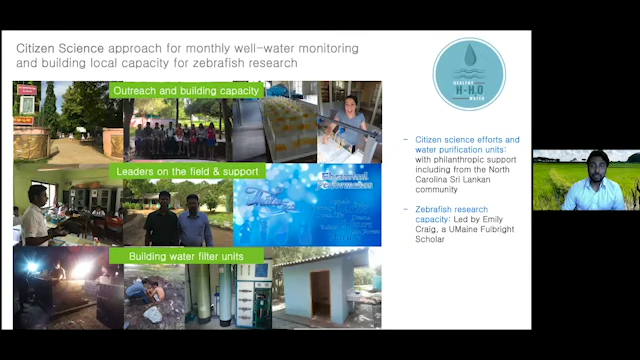 Citizen Science approach for monthly well-water monitoring
and building local capacity for zebrafish research
Outreach and building capacity
Leaders on the field & support
Building water filter units
HEALTHY
H-H₂O
WATER
- Citizen science efforts and
water purification units:
with philanthropic support
including from the North
Carolina Sri Lankan
community
- Zebrafish research
capacity: Led by Emily
Craig, a UMaine Fulbright
Scholar